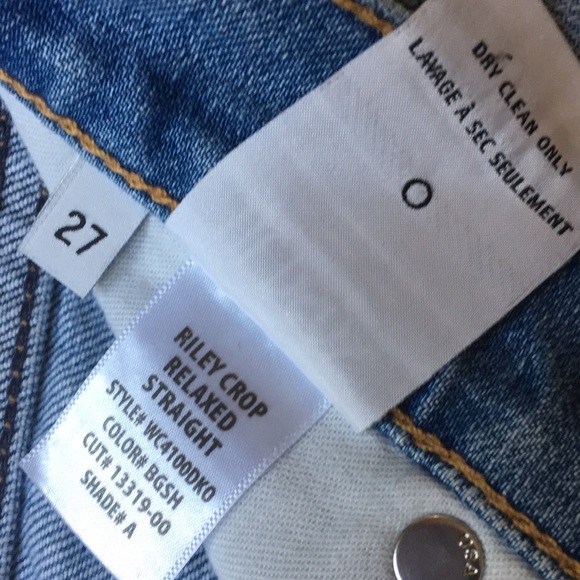 DRY CLEAN ONLY
LAVAGE À SEC SEULEMENT
27
RILEY CROP
RELAXED
STRAIGHT
STYLE# WC4100DKO
COLOR# BGSH
CUT# 13319-00
SHADE# A